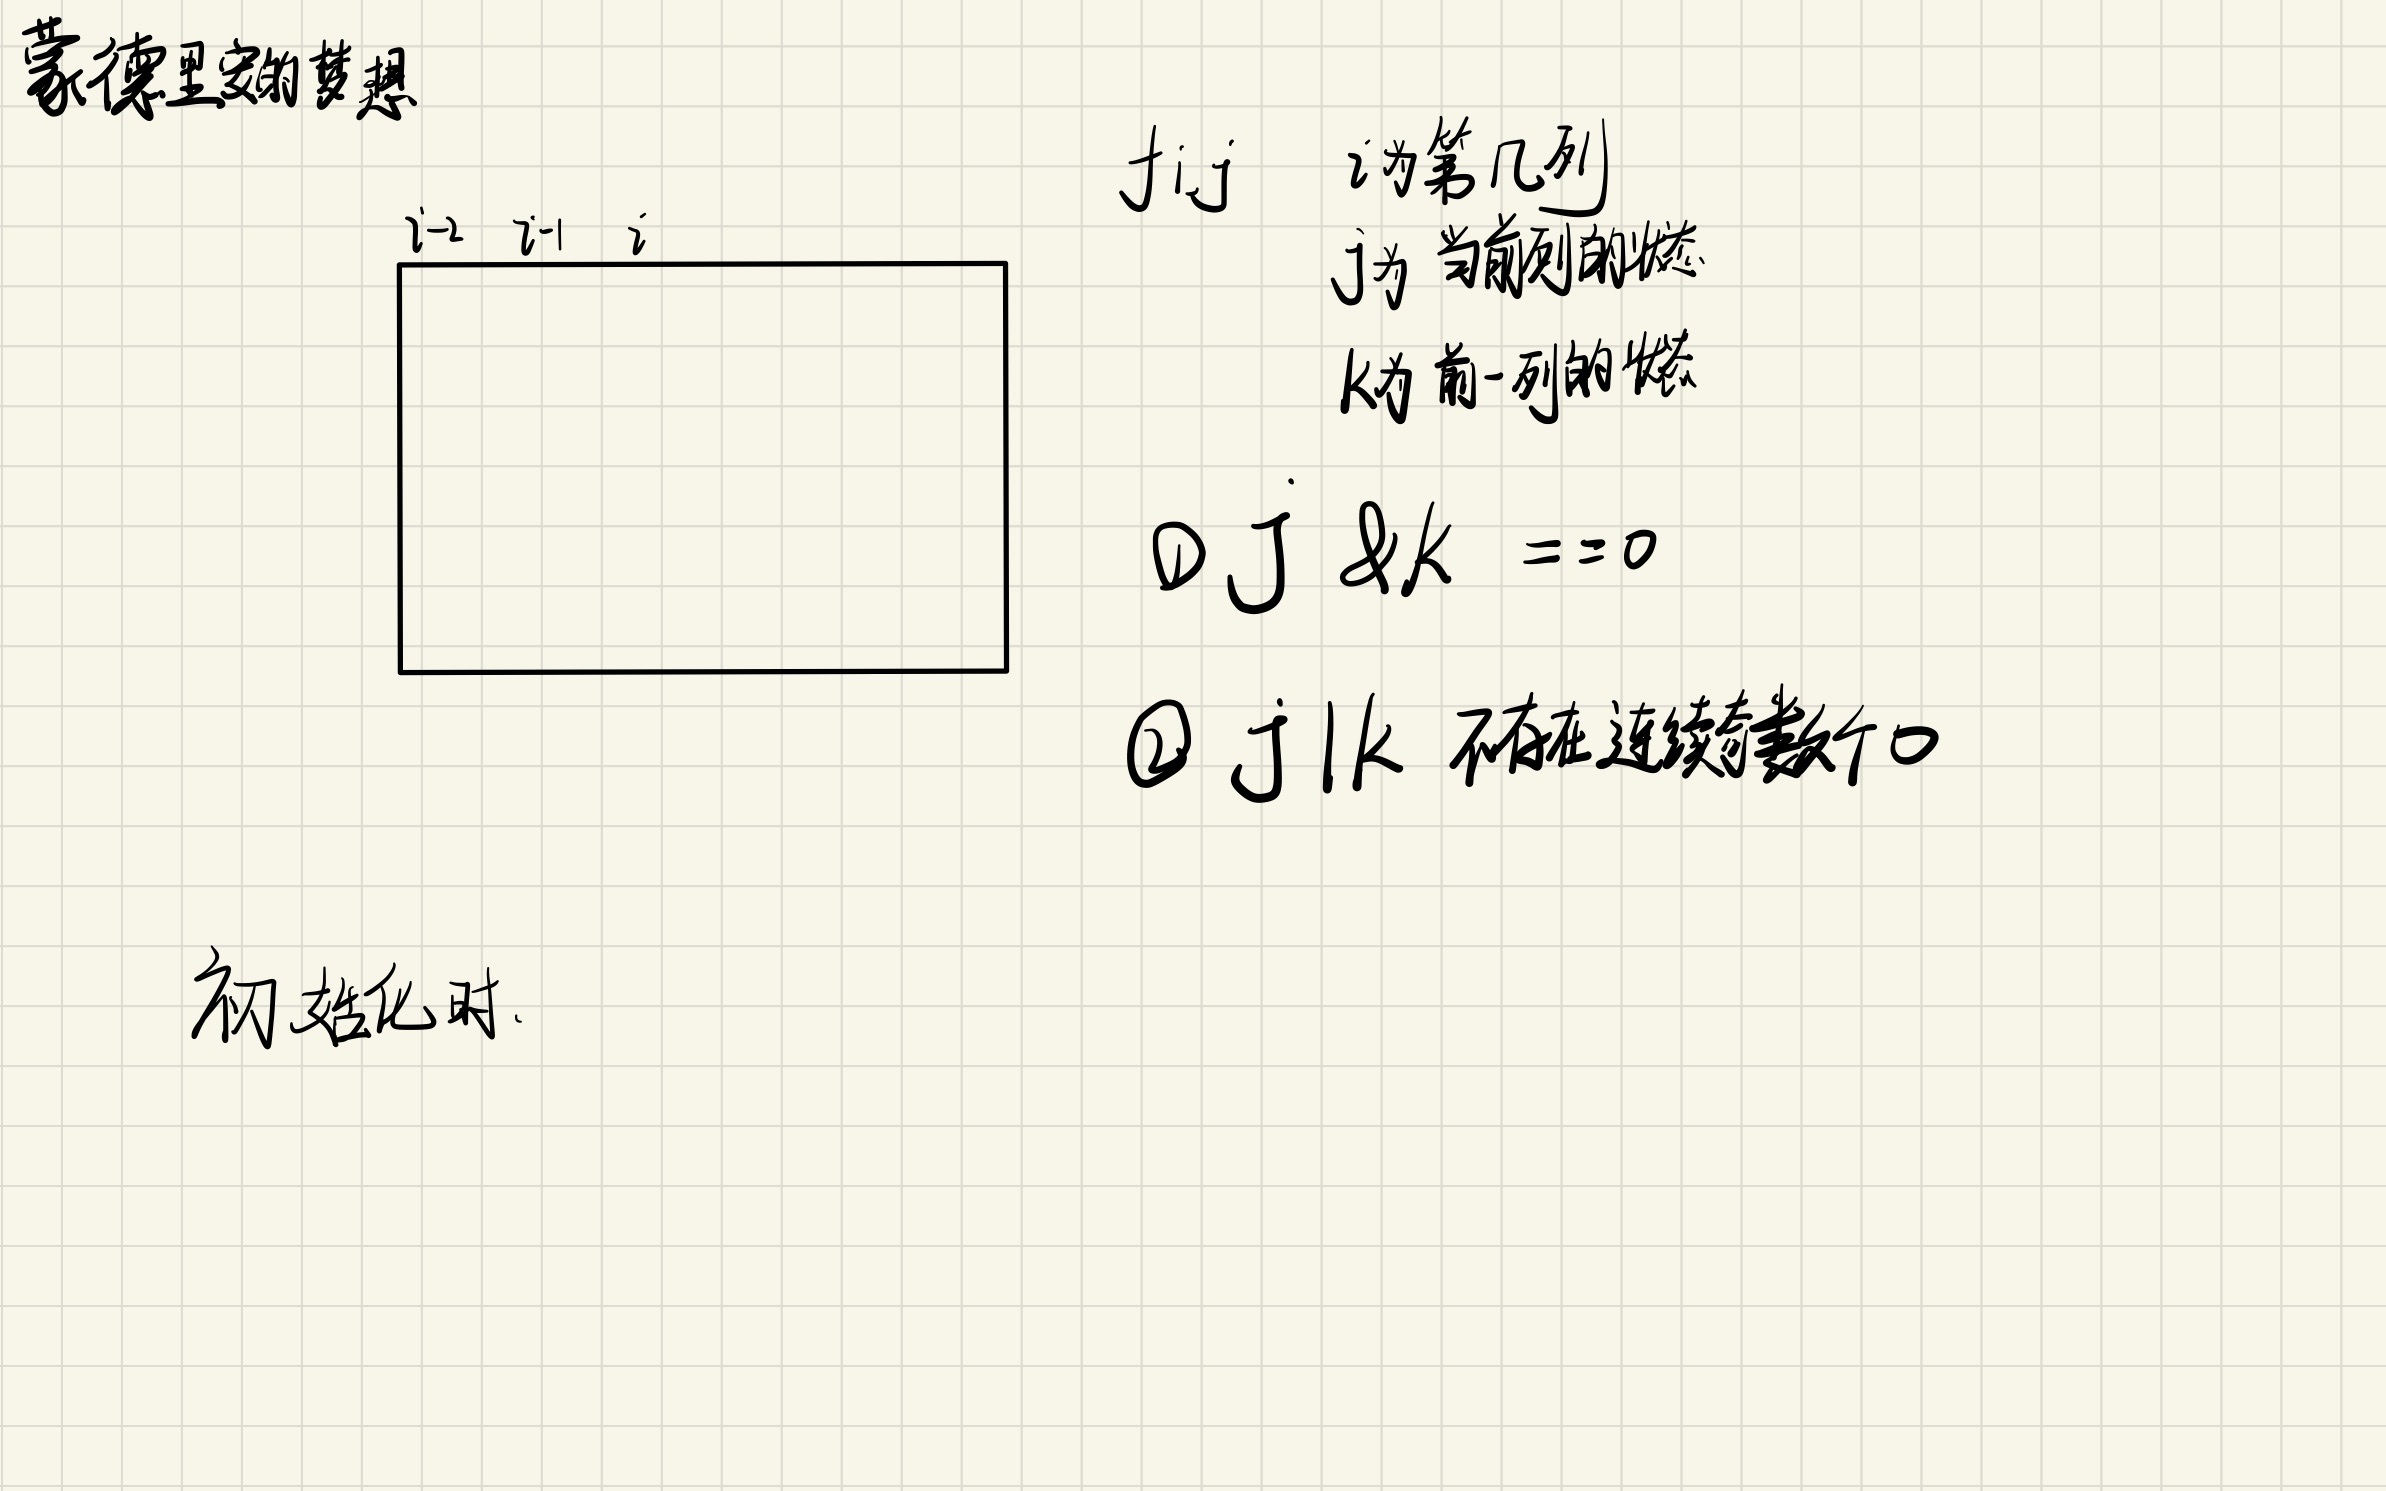 蒙德里安的梦想
i-2 i-1 i
fi,j i为第几列
j为当前列的状态
k为前一列的状态
① j & k == 0
② j | k 不存在连续奇数个0
初始化时.